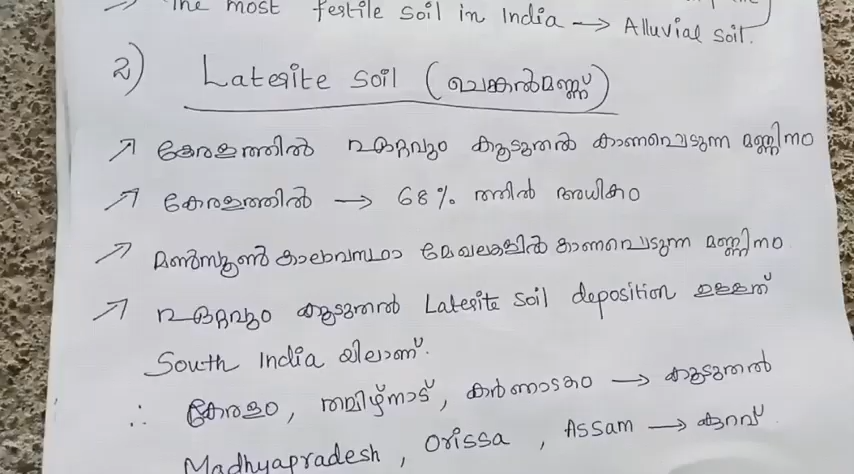 → The most fertile soil in India → Alluvial soil.
2) Laterite soil (ചെങ്കൽമണ്ണ്)
↗ കേരളത്തിൽ ഏറ്റവും കൂടുതൽ കാണപ്പെടുന്ന മണ്ണിനം
↗ കേരളത്തിൽ → 68% ത്തിൽ അധികം
↗ മൺസൂൺ കാലാവസ്ഥാ മേഖലകളിൽ കാണപ്പെടുന്ന മണ്ണിനം
↗ ഏറ്റവും കൂടുതൽ Laterite soil deposition ഉള്ളത്
South India യിലാണ്.
∴ കേരളം, തമിഴ്നാട്, കർണാടകം → കൂടുതൽ
Madhyapradesh, Orissa, Assam → കുറവ്